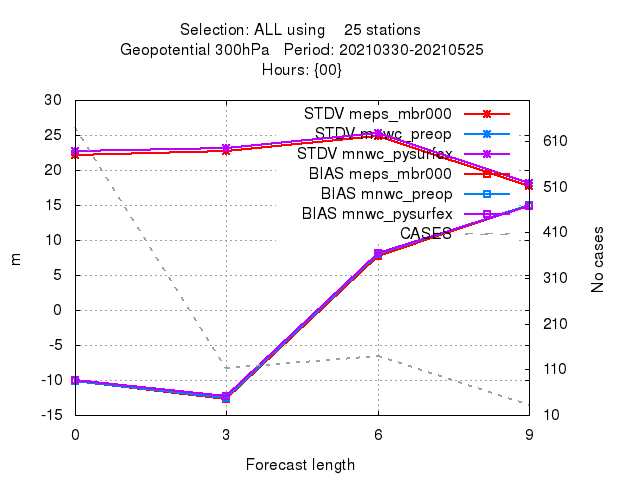 Selection: ALL using 25 stations
Geopotential 300hPa Period: 20210330-20210525
Hours: {00}
30
25
20
15
10
5
0
-5
-10
-15
m
STDV meps_mbr000
STDV mnwc_preop
STDV mnwc_pysurfex
BIAS meps_mbr000
BIAS mnwc_preop
BIAS mnwc_pysurfex
CASES
610
510
410
310
210
110
10
No cases
0 3 6 9
Forecast length